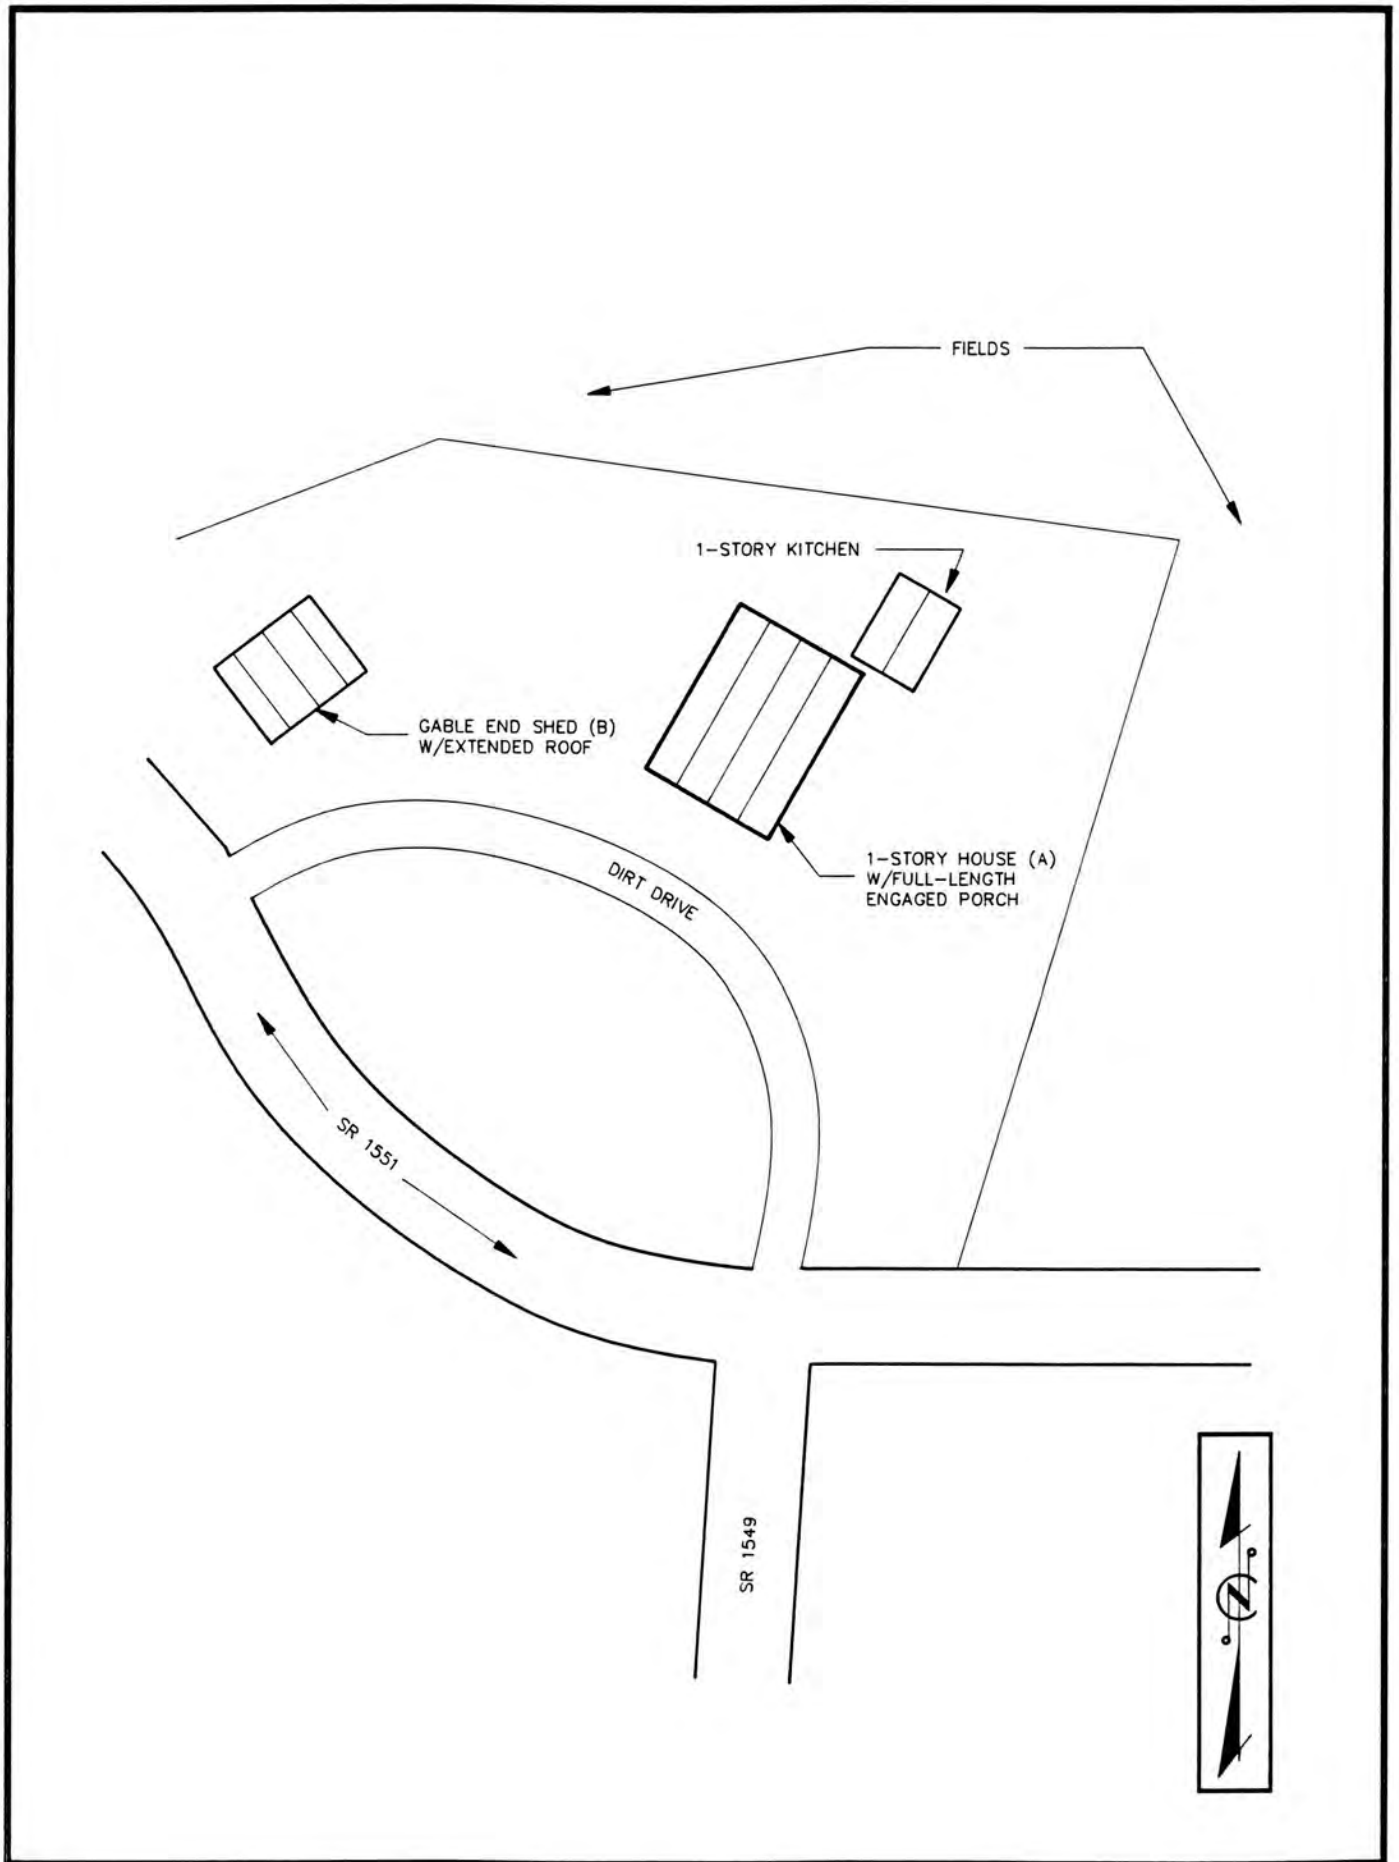 FIELDS
1-STORY KITCHEN
GABLE END SHED (B)
W/EXTENDED ROOF
1-STORY HOUSE (A)
W/FULL-LENGTH
ENGAGED PORCH
DIRT DRIVE
SR 1551
SR 1549
N